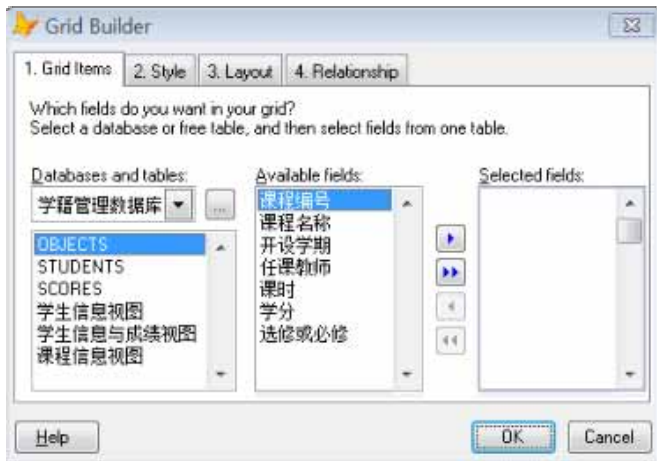 Grid Builder
1. Grid Items
2. Style
3. Layout
4. Relationship
Which fields do you want in your grid?
Select a database or free table, and then select fields from one table.
Databases and tables:
学籍管理数据库
...
OBJECTS
STUDENTS
SCORES
学生信息视图
学生信息与成绩视图
课程信息视图
Available fields:
课程编号
课程名称
开设学期
任课教师
课时
学分
选修或必修
Selected fields:
Help
OK
Cancel